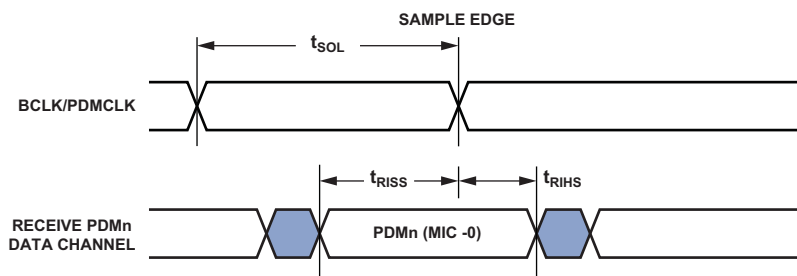 SAMPLE EDGE
tSOL
BCLK/PDMCLK
tRISS
tRIHS
RECEIVE PDMn
DATA CHANNEL
PDMn (MIC -0)